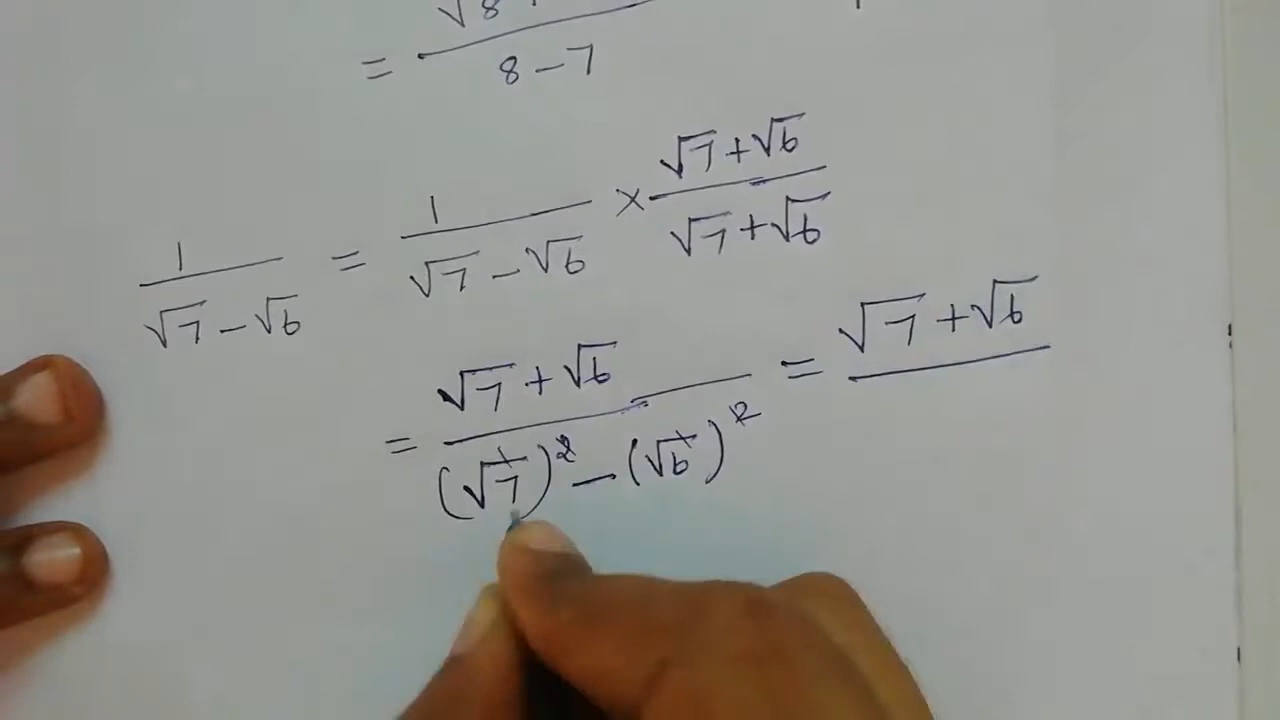 = √8 / 8 - 7
1 / √7 - √6 = 1 / √7 - √6 × √7 + √6 / √7 + √6
= √7 + √6 / (√7)² - (√6)² = √7 + √6 /